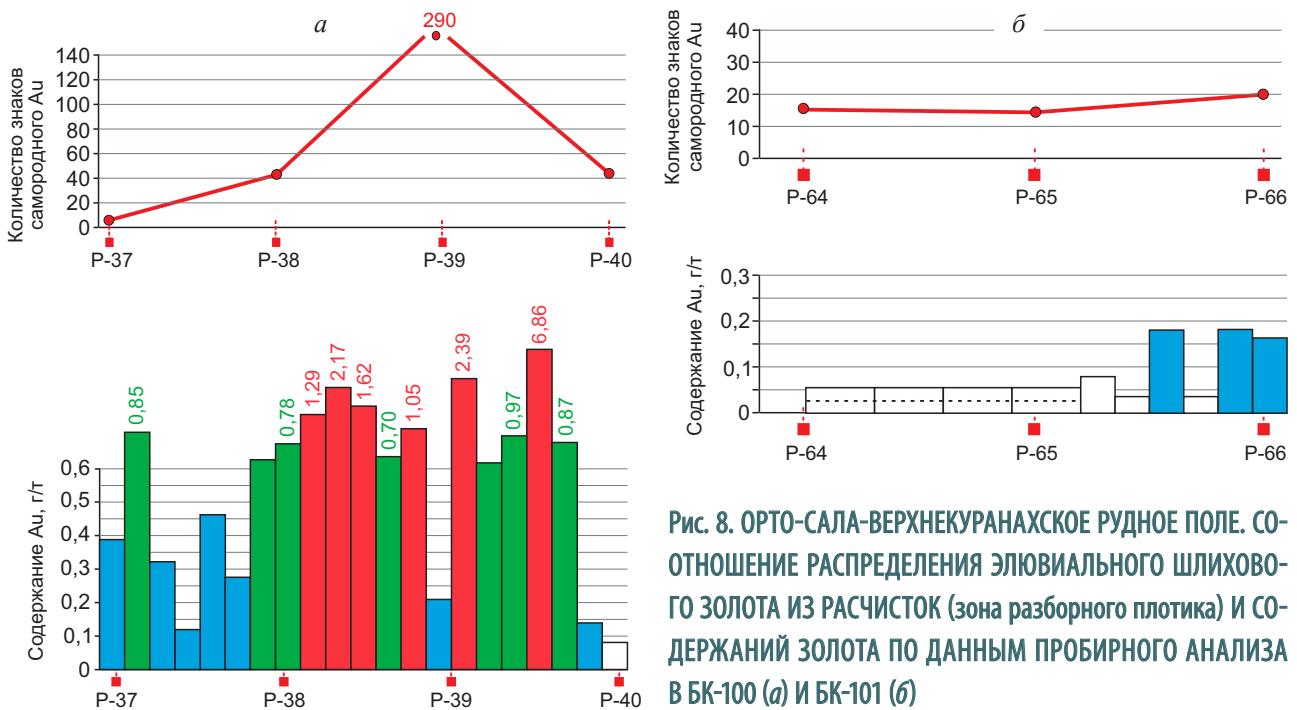 а
290
Количество знаков
самородного Au
140
120
100
80
60
40
20
0
Р-37 Р-38 Р-39 Р-40
б
Количество знаков
самородного Au
40
30
20
10
0
Р-64 Р-65 Р-66
Содержание Au, г/т
0,3
0,2
0,1
0
Р-64 Р-65 Р-66
Содержание Au, г/т
0,6
0,5
0,4
0,3
0,2
0,1
0
0,85 0,78 1,29 2,17 1,62 0,70 1,05 2,39 0,97 6,86 0,87
Р-37 Р-38 Р-39 Р-40
Рис. 8. ОРТО-САЛА-ВЕРХНЕКУРАНАХСКОЕ РУДНОЕ ПОЛЕ. СО-
ОТНОШЕНИЕ РАСПРЕДЕЛЕНИЯ ЭЛЮВИАЛЬНОГО ШЛИХОВО-
ГО ЗОЛОТА ИЗ РАСЧИСТОК (зона разборного плотика) И СО-
ДЕРЖАНИЙ ЗОЛОТА ПО ДАННЫМ ПРОБИРНОГО АНАЛИЗА
В БК-100 (а) И БК-101 (б)